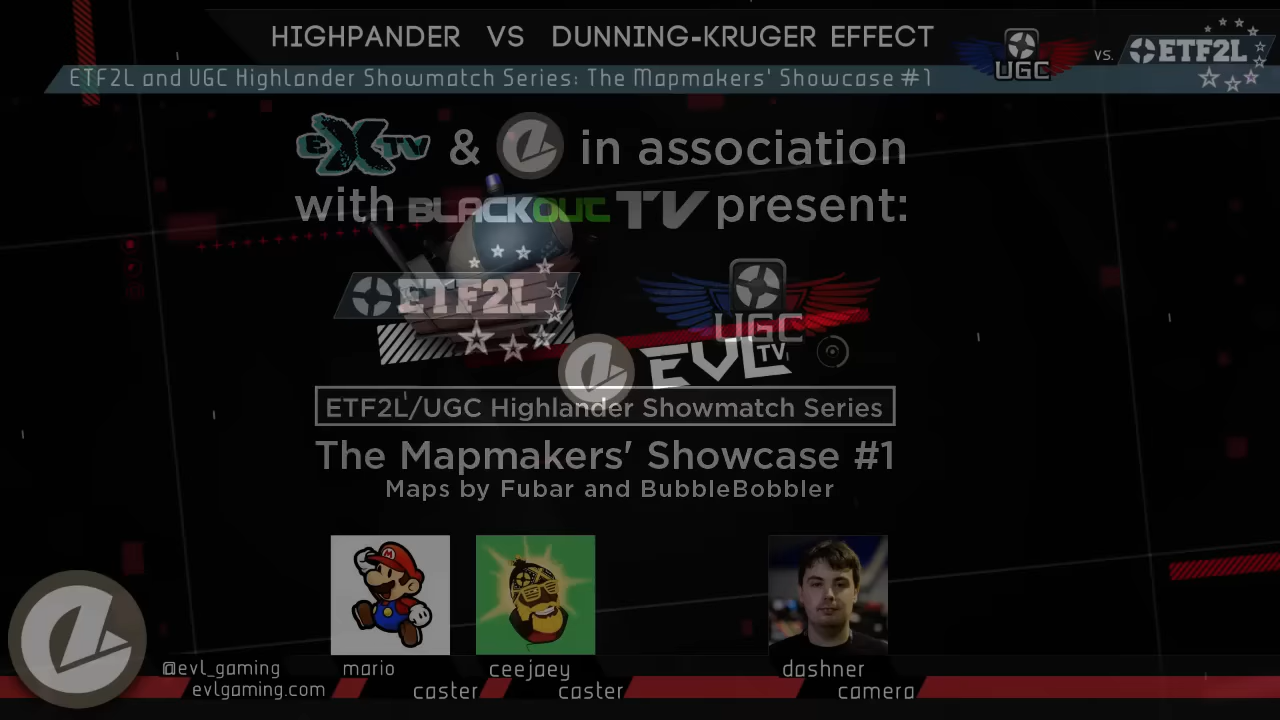 HIGHPANDER VS DUNNING-KRUGER EFFECT
UGC vs. ETF2L
ETF2L and UGC Highlander Showmatch Series: The Mapmakers' Showcase #1
eXTV & e in association
with BLACKOUT TV present:
ETF2L UGC
e EVL TV
ETF2L/UGC Highlander Showmatch Series
The Mapmakers' Showcase #1
Maps by Fubar and BubbleBobbler
M
e
@evl_gaming mario ceejaey dashner
evlgaming.com caster caster camera